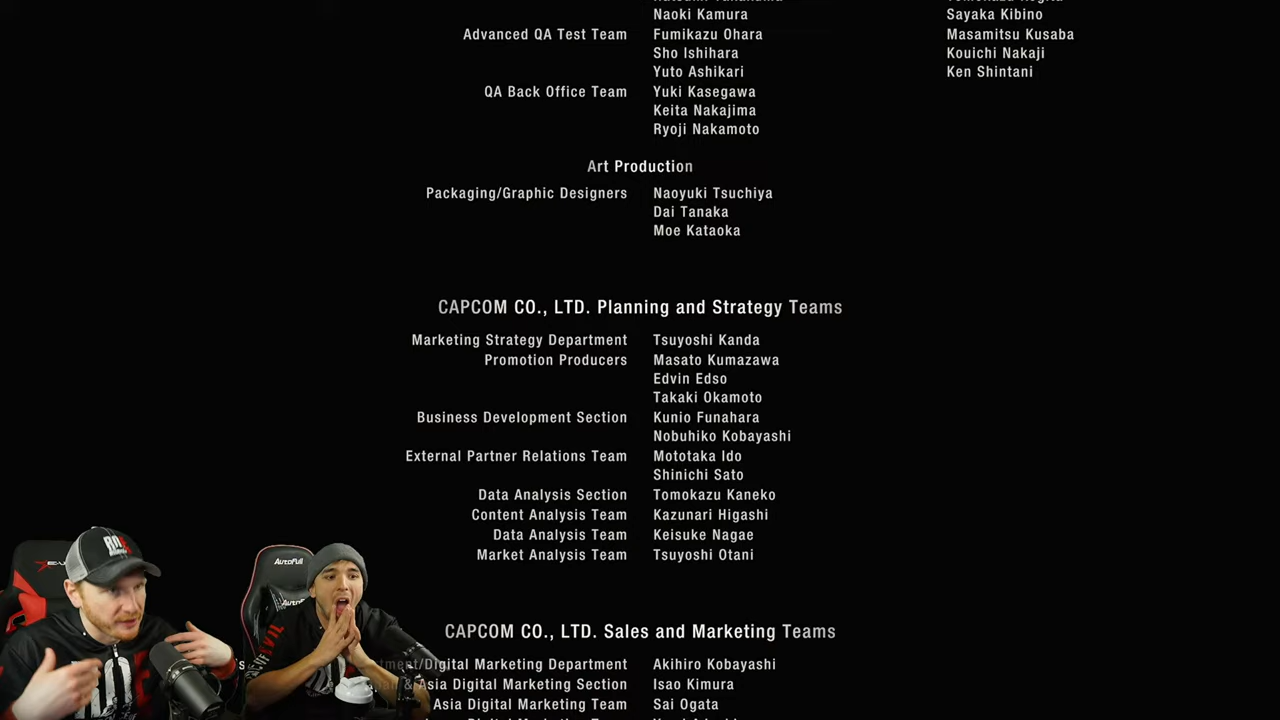 Naoki Kamura Sayaka Kibino
Advanced QA Test Team Fumikazu Ohara Masamitsu Kusaba
Sho Ishihara Kouichi Nakaji
Yuto Ashikari Ken Shintani
QA Back Office Team Yuki Kasegawa
Keita Nakajima
Ryoji Nakamoto
Art Production
Packaging/Graphic Designers Naoyuki Tsuchiya
Dai Tanaka
Moe Kataoka
CAPCOM CO., LTD. Planning and Strategy Teams
Marketing Strategy Department Tsuyoshi Kanda
Promotion Producers Masato Kumazawa
Edvin Edso
Takaki Okamoto
Business Development Section Kunio Funahara
Nobuhiko Kobayashi
External Partner Relations Team Mototaka Ido
Shinichi Sato
Data Analysis Section Tomokazu Kaneko
Content Analysis Team Kazunari Higashi
Data Analysis Team Keisuke Nagae
Market Analysis Team Tsuyoshi Otani
AutoFull
CAPCOM CO., LTD. Sales and Marketing Teams
/Digital Marketing Department Akihiro Kobayashi
& Asia Digital Marketing Section Isao Kimura
Asia Digital Marketing Team Sai Ogata